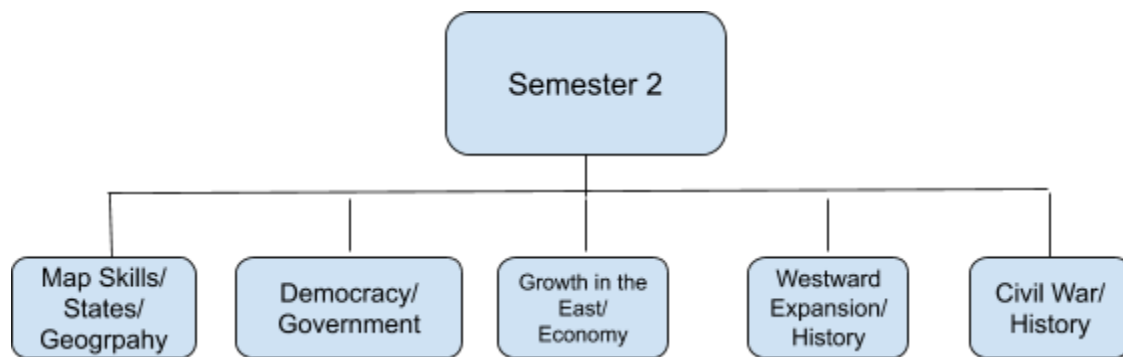 Semester 2
Map Skills/
States/
Geogrpahy
Democracy/
Government
Growth in the
East/
Economy
Westward
Expansion/
History
Civil War/
History